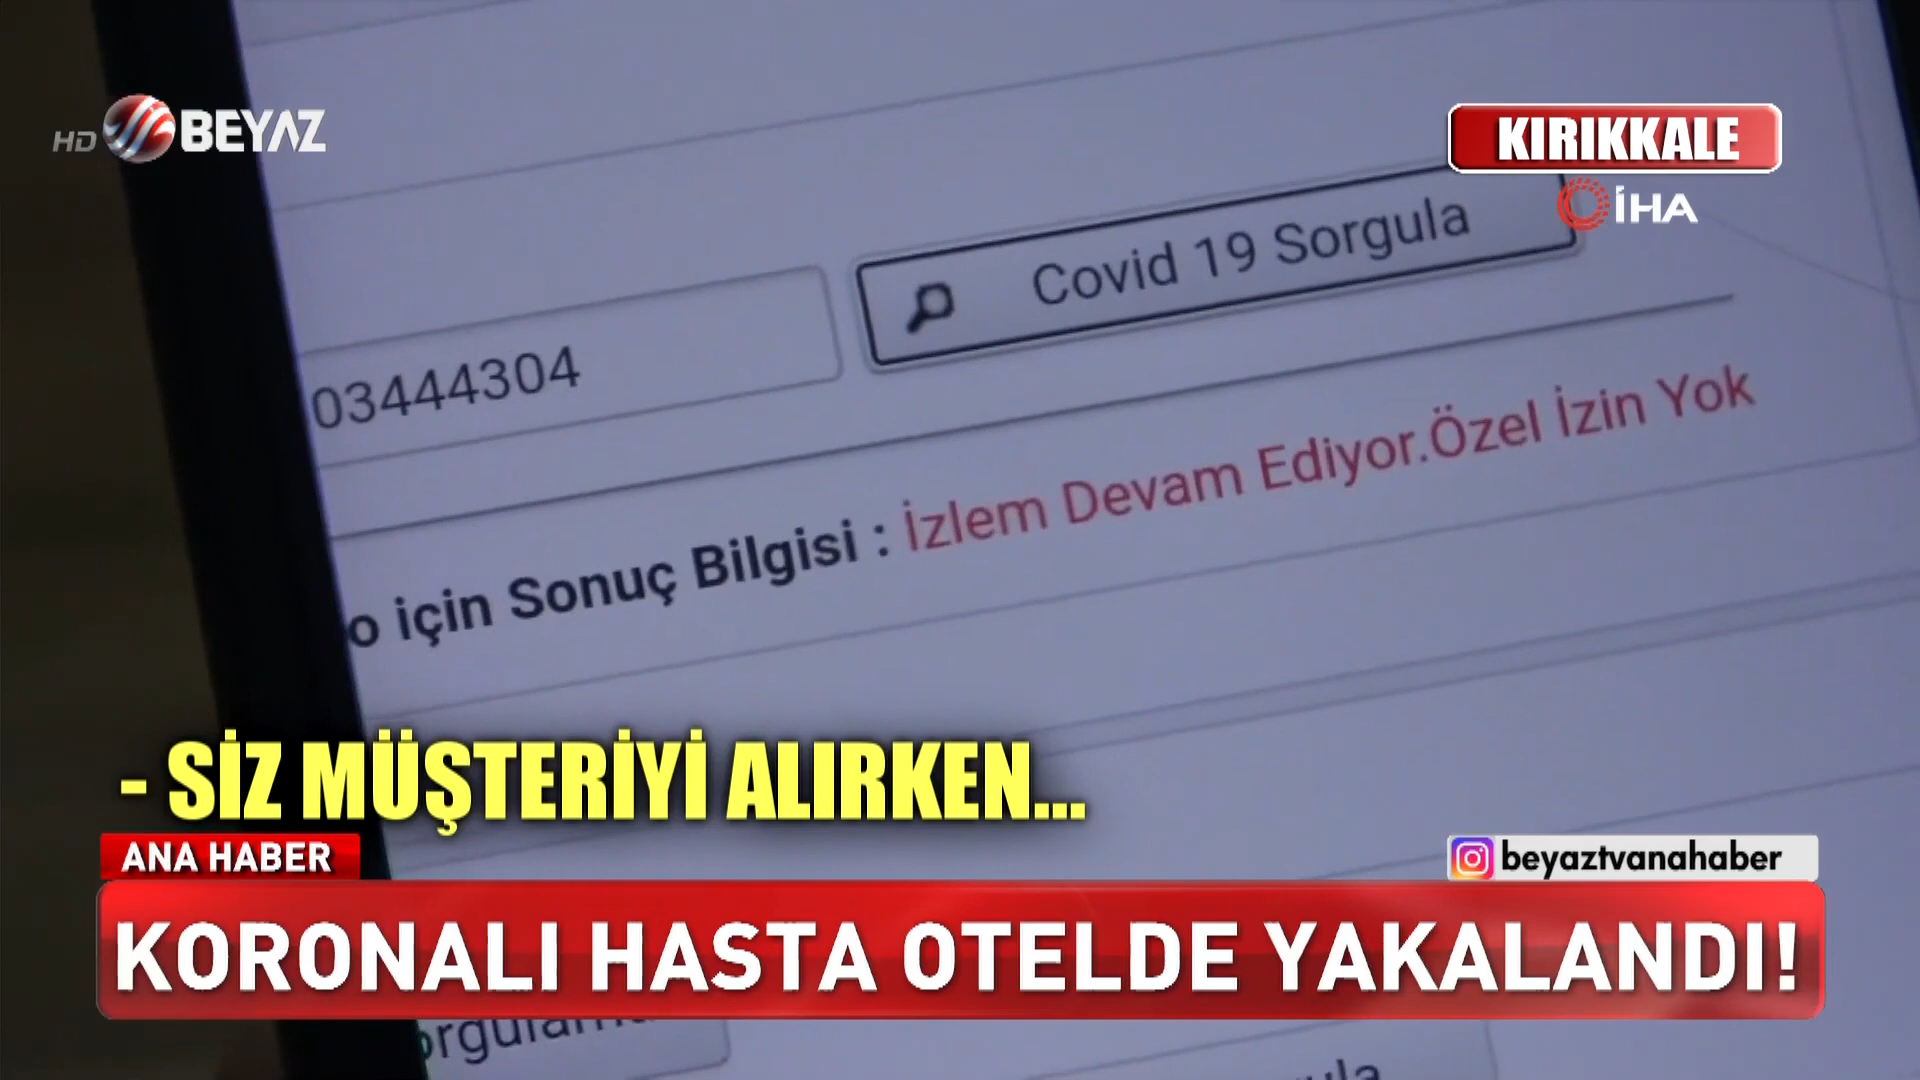 HD BEYAZ
KIRIKKALE
İHA
Covid 19 Sorgula
03444304
o için Sonuç Bilgisi : İzlem Devam Ediyor.Özel İzin Yok
- SİZ MÜŞTERİYİ ALIRKEN...
ANA HABER
beyaztvanahaber
KORONALI HASTA OTELDE YAKALANDI!